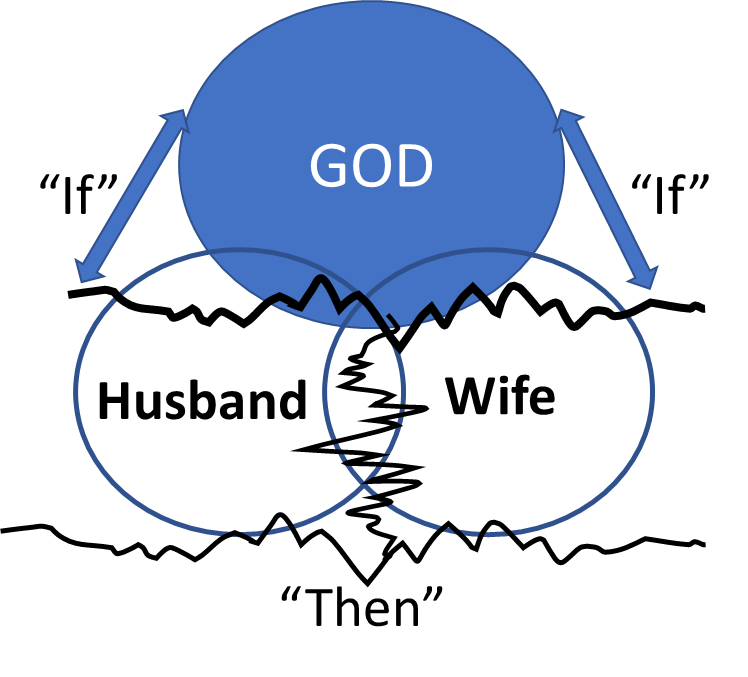 GOD
“If”
“If”
Husband
Wife
“Then”